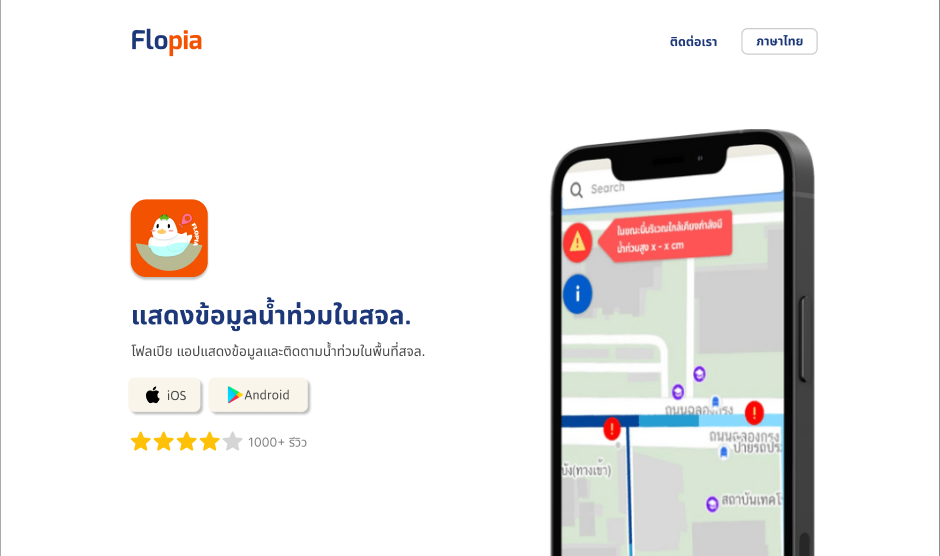 Flopia
ติดต่อเรา
ภาษาไทย
แสดงข้อมูลน้ำท่วมในสจล.
โฟลเปีย แอปแสดงข้อมูลและติดตามน้ำท่วมในพื้นที่สจล.
iOS
Android
1000+ รีวิว
Search
ในขณะนี้บริเวณใกล้เคียงกำลังมี
น้ำท่วมสูง x - x cm
ถนนฉลองกรุง
ถนนฉลองกรุง
ป้ายรถประ
บัง(ทางเข้า)
สถาบันเทคโ